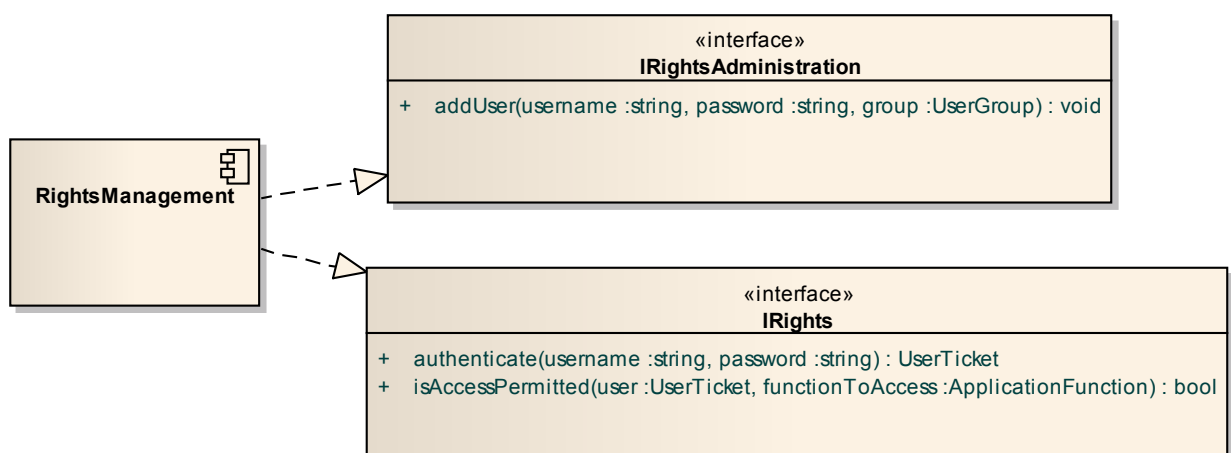 «interface»
IRightsAdministration
+ addUser(username :string, password :string, group :UserGroup) : void
RightsManagement
«interface»
IRights
+ authenticate(username :string, password :string) : UserTicket
+ isAccessPermitted(user :UserTicket, functionToAccess :ApplicationFunction) : bool